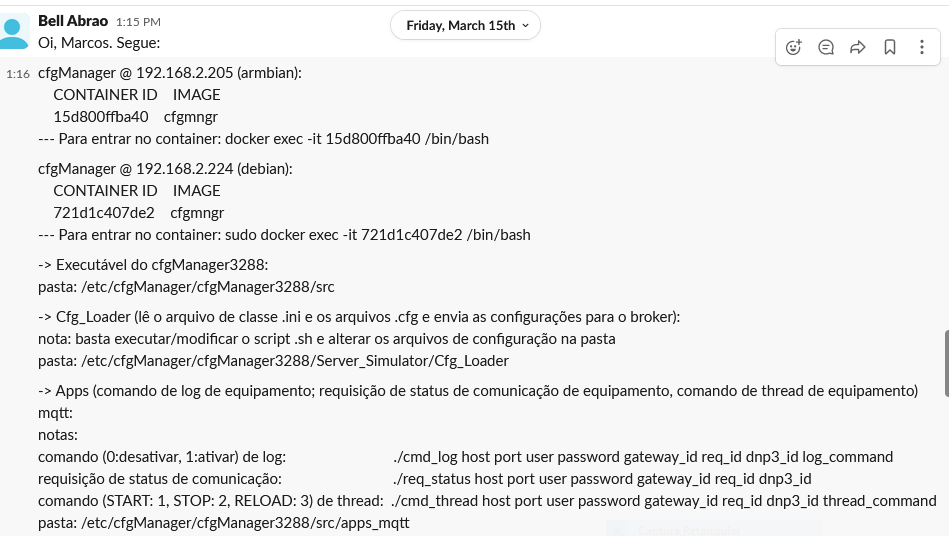 Bell Abrao 1:15 PM
Friday, March 15th
Oi, Marcos. Segue:
1:16 cfgManager @ 192.168.2.205 (armbian):
CONTAINER ID IMAGE
15d800ffba40 cfgmngr
--- Para entrar no container: docker exec -it 15d800ffba40 /bin/bash
cfgManager @ 192.168.2.224 (debian):
CONTAINER ID IMAGE
721d1c407de2 cfgmngr
--- Para entrar no container: sudo docker exec -it 721d1c407de2 /bin/bash
-> Executável do cfgManager3288:
pasta: /etc/cfgManager/cfgManager3288/src
-> Cfg_Loader (lê o arquivo de classe .ini e os arquivos .cfg e envia as configurações para o broker):
nota: basta executar/modificar o script .sh e alterar os arquivos de configuração na pasta
pasta: /etc/cfgManager/cfgManager3288/Server_Simulator/Cfg_Loader
-> Apps (comando de log de equipamento; requisição de status de comunicação de equipamento, comando de thread de equipamento)
mqtt:
notas:
comando (0:desativar, 1:ativar) de log: ./cmd_log host port user password gateway_id req_id dnp3_id log_command
requisição de status de comunicação: ./req_status host port user password gateway_id req_id dnp3_id
comando (START: 1, STOP: 2, RELOAD: 3) de thread: ./cmd_thread host port user password gateway_id req_id dnp3_id thread_command
pasta: /etc/cfgManager/cfgManager3288/src/apps_mqtt